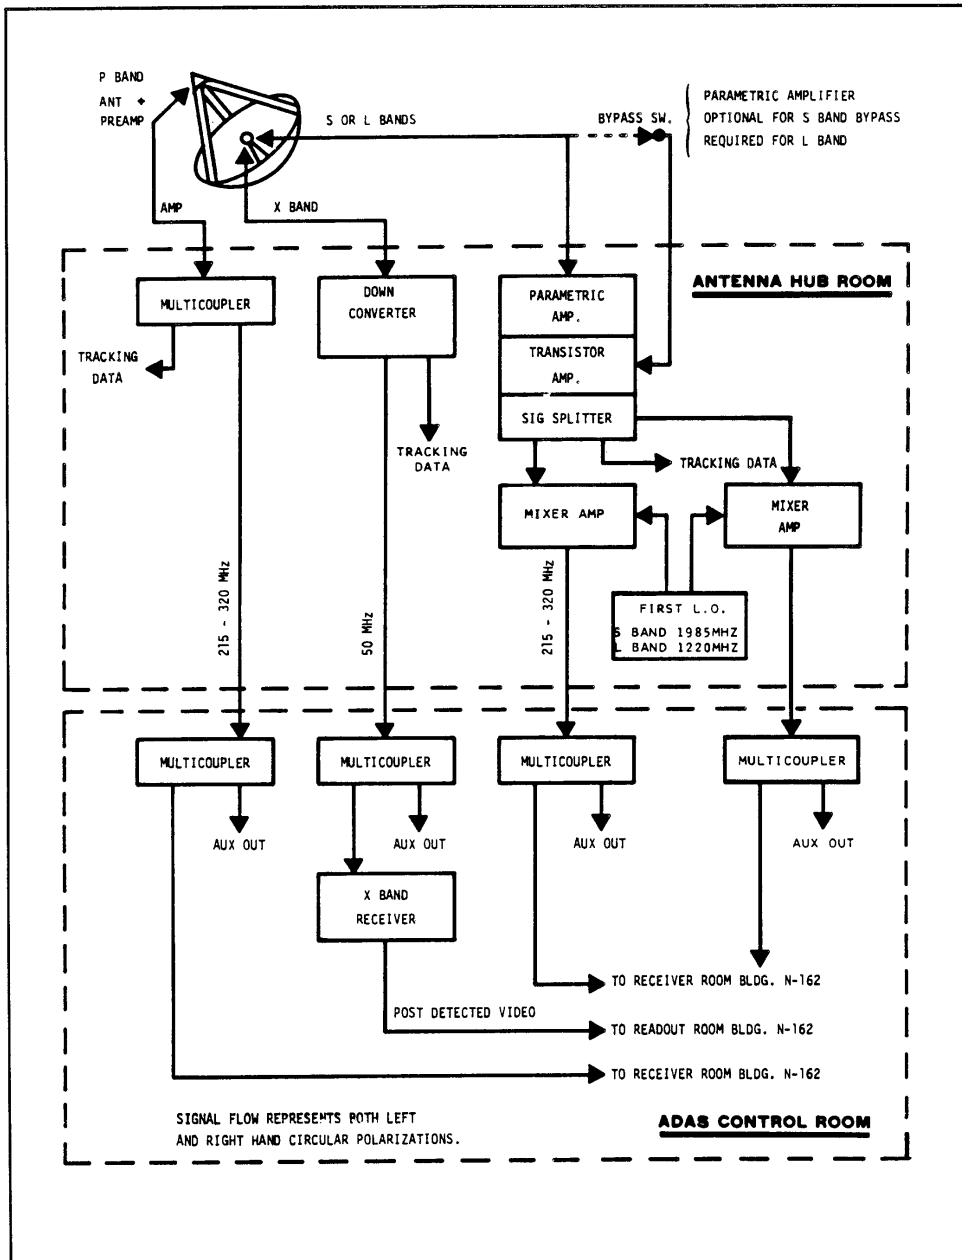 P BAND
ANT +
PREAMP
S OR L BANDS
BYPASS SW.
PARAMETRIC AMPLIFIER
OPTIONAL FOR S BAND BYPASS
REQUIRED FOR L BAND
AMP
X BAND
ANTENNA HUB ROOM
MULTICOUPLER
DOWN
CONVERTER
PARAMETRIC
AMP.
TRANSISTOR
AMP.
SIG SPLITTER
TRACKING
DATA
TRACKING
DATA
TRACKING DATA
MIXER AMP
MIXER
AMP
FIRST L.O.
S BAND 1985MHZ
L BAND 1220MHZ
215 - 320 MHz
50 MHz
215 - 320 MHz
MULTICOUPLER
MULTICOUPLER
MULTICOUPLER
MULTICOUPLER
AUX OUT
AUX OUT
AUX OUT
AUX OUT
X BAND
RECEIVER
TO RECEIVER ROOM BLDG. N-162
POST DETECTED VIDEO
TO READOUT ROOM BLDG. N-162
TO RECEIVER ROOM BLDG. N-162
SIGNAL FLOW REPRESENTS BOTH LEFT
AND RIGHT HAND CIRCULAR POLARIZATIONS.
ADAS CONTROL ROOM